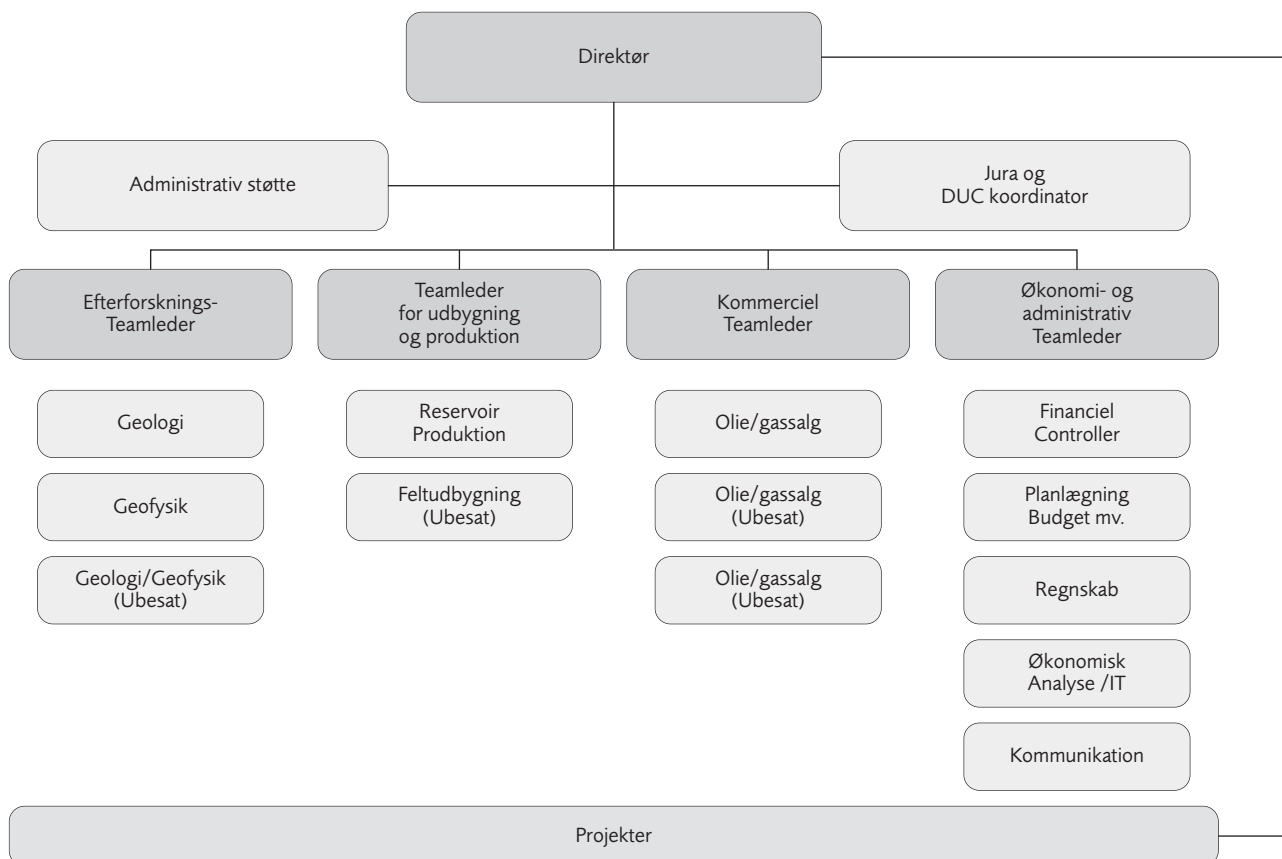 Direktør
Administrativ støtte
Jura og
DUC koordinator
Efterforsknings-
Teamleder
Teamleder
for udbygning
og produktion
Kommerciel
Teamleder
Økonomi- og
administrativ
Teamleder
Geologi
Geofysik
Geologi/Geofysik
(Ubesat)
Reservoir
Produktion
Feltudbygning
(Ubesat)
Olie/gassalg
Olie/gassalg
(Ubesat)
Olie/gassalg
(Ubesat)
Financiel
Controller
Planlægning
Budget mv.
Regnskab
Økonomisk
Analyse /IT
Kommunikation
Projekter